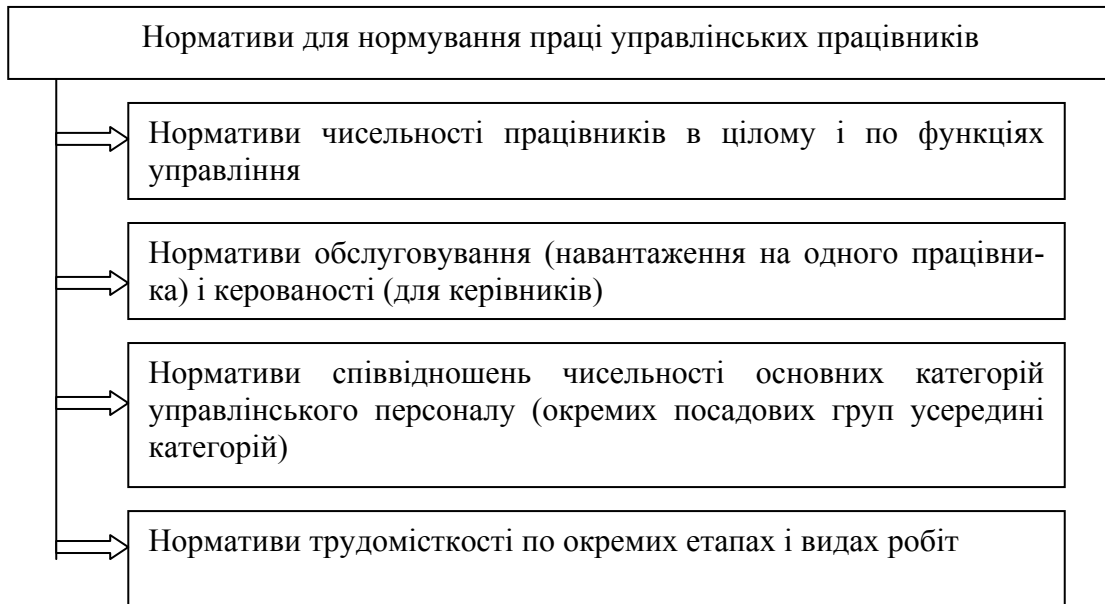 Нормативи для нормування праці управлінських працівників
Нормативи чисельності працівників в цілому і по функціях
управління
Нормативи обслуговування (навантаження на одного працівни-
ка) і керованості (для керівників)
Нормативи співвідношень чисельності основних категорій
управлінського персоналу (окремих посадових груп усередині
категорій)
Нормативи трудомісткості по окремих етапах і видах робіт